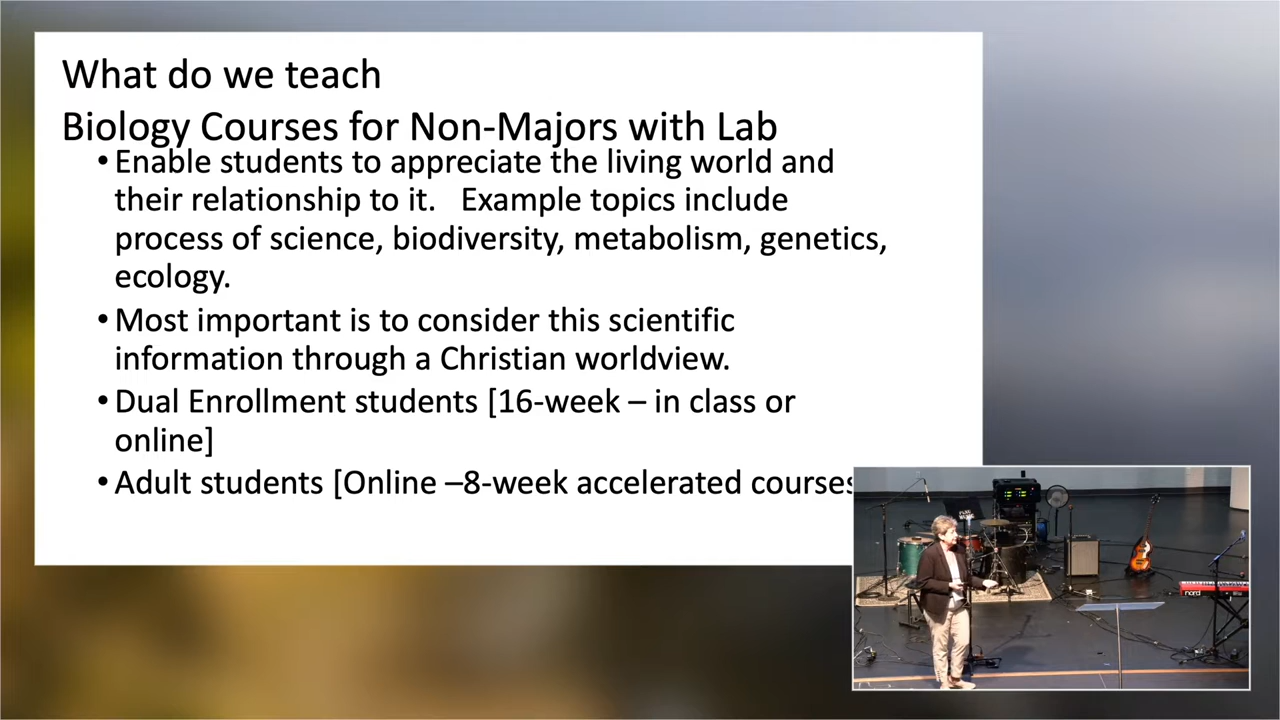 What do we teach
Biology Courses for Non-Majors with Lab
• Enable students to appreciate the living world and
their relationship to it.   Example topics include
process of science, biodiversity, metabolism, genetics,
ecology.
• Most important is to consider this scientific
information through a Christian worldview.
• Dual Enrollment students [16-week – in class or
online]
• Adult students [Online –8-week accelerated courses
nord